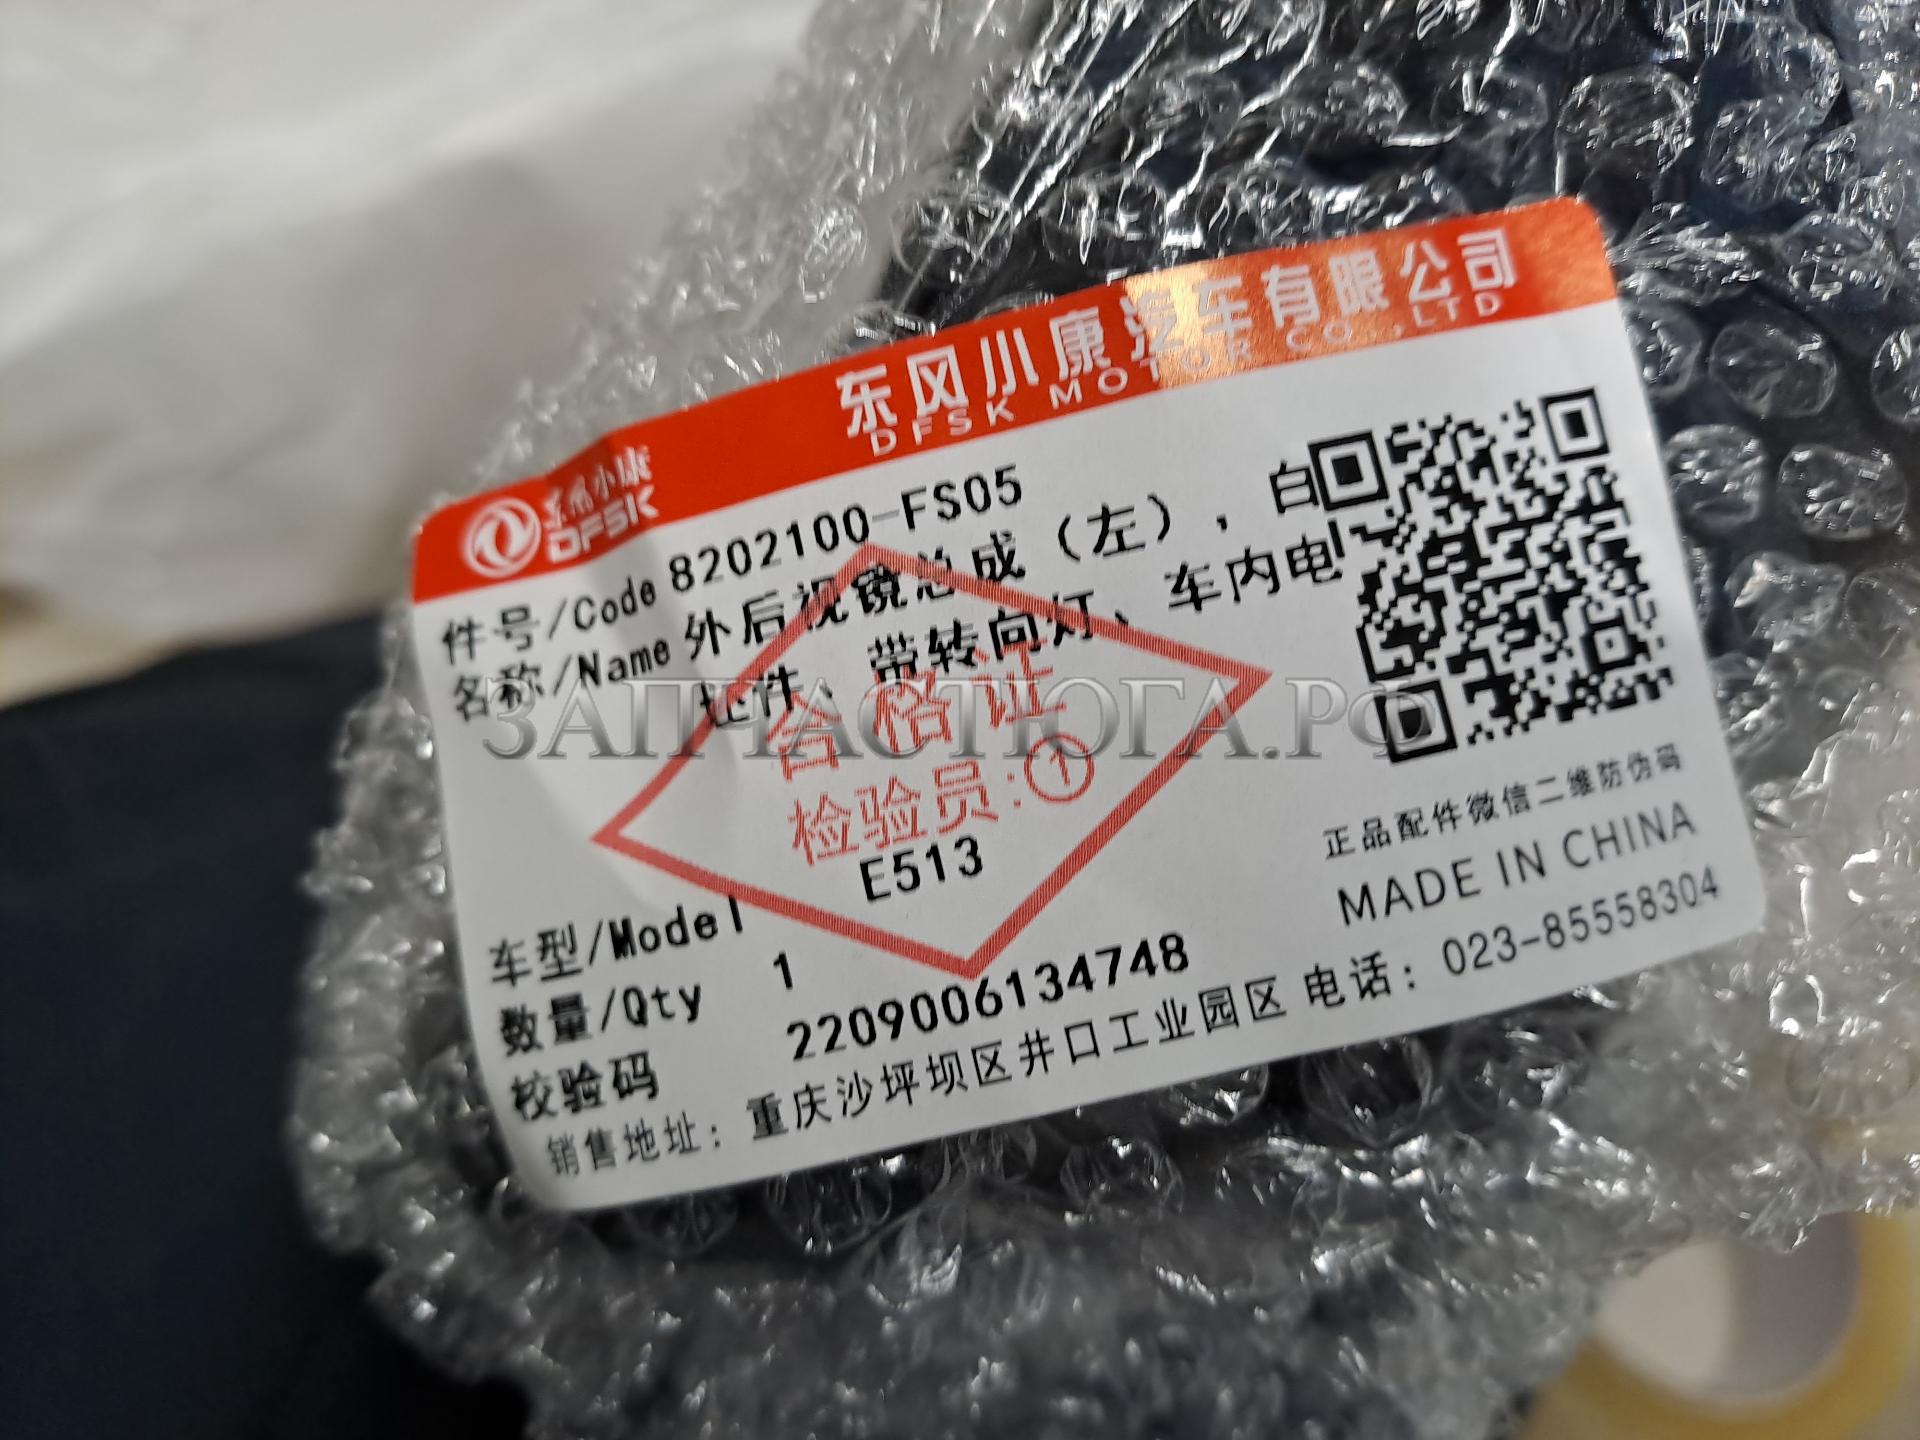 东风小康汽车有限公司
DFSK MOTOR CO.,LTD
东风小康
DFSK
件号/Code 8202100-FS05
名称/Name 外后视镜总成（左），白
坯件、带转向灯、车内电
合格证
检验员:①
ЗАПЧАСТЮГА.РФ
车型/Model E513
数量/Qty 1
校验码 2209006134748
正品配件微信二维防伪码
MADE IN CHINA
销售地址：重庆沙坪坝区井口工业园区 电话：023-85558304